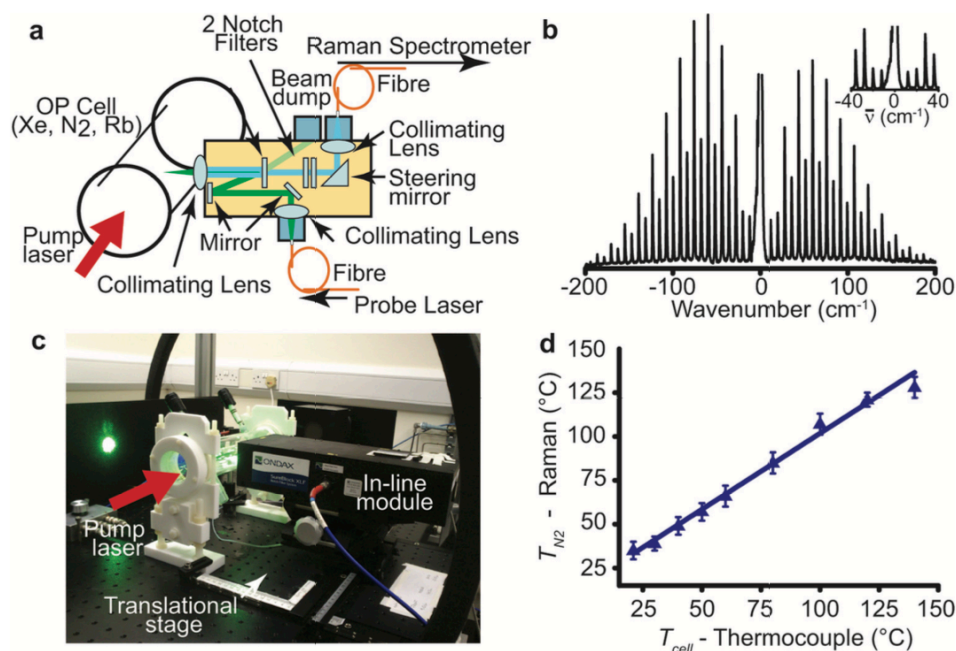 a
2 Notch
Filters
Raman Spectrometer
Beam
dump
Fibre
OP Cell
(Xe, N2, Rb)
Collimating
Lens
Steering
mirror
Pump
laser
Mirror
Collimating Lens
Collimating Lens
Fibre
Probe Laser
b
-40 0 40
ν̅ (cm⁻¹)
-200 -100 0 100 200
Wavenumber (cm⁻¹)
c
ONDAX
In-line
module
Pump
laser
Translational
stage
d
150
125
100
75
50
25
T_N2 - Raman (°C)
25 50 75 100 125 150
T_cell - Thermocouple (°C)